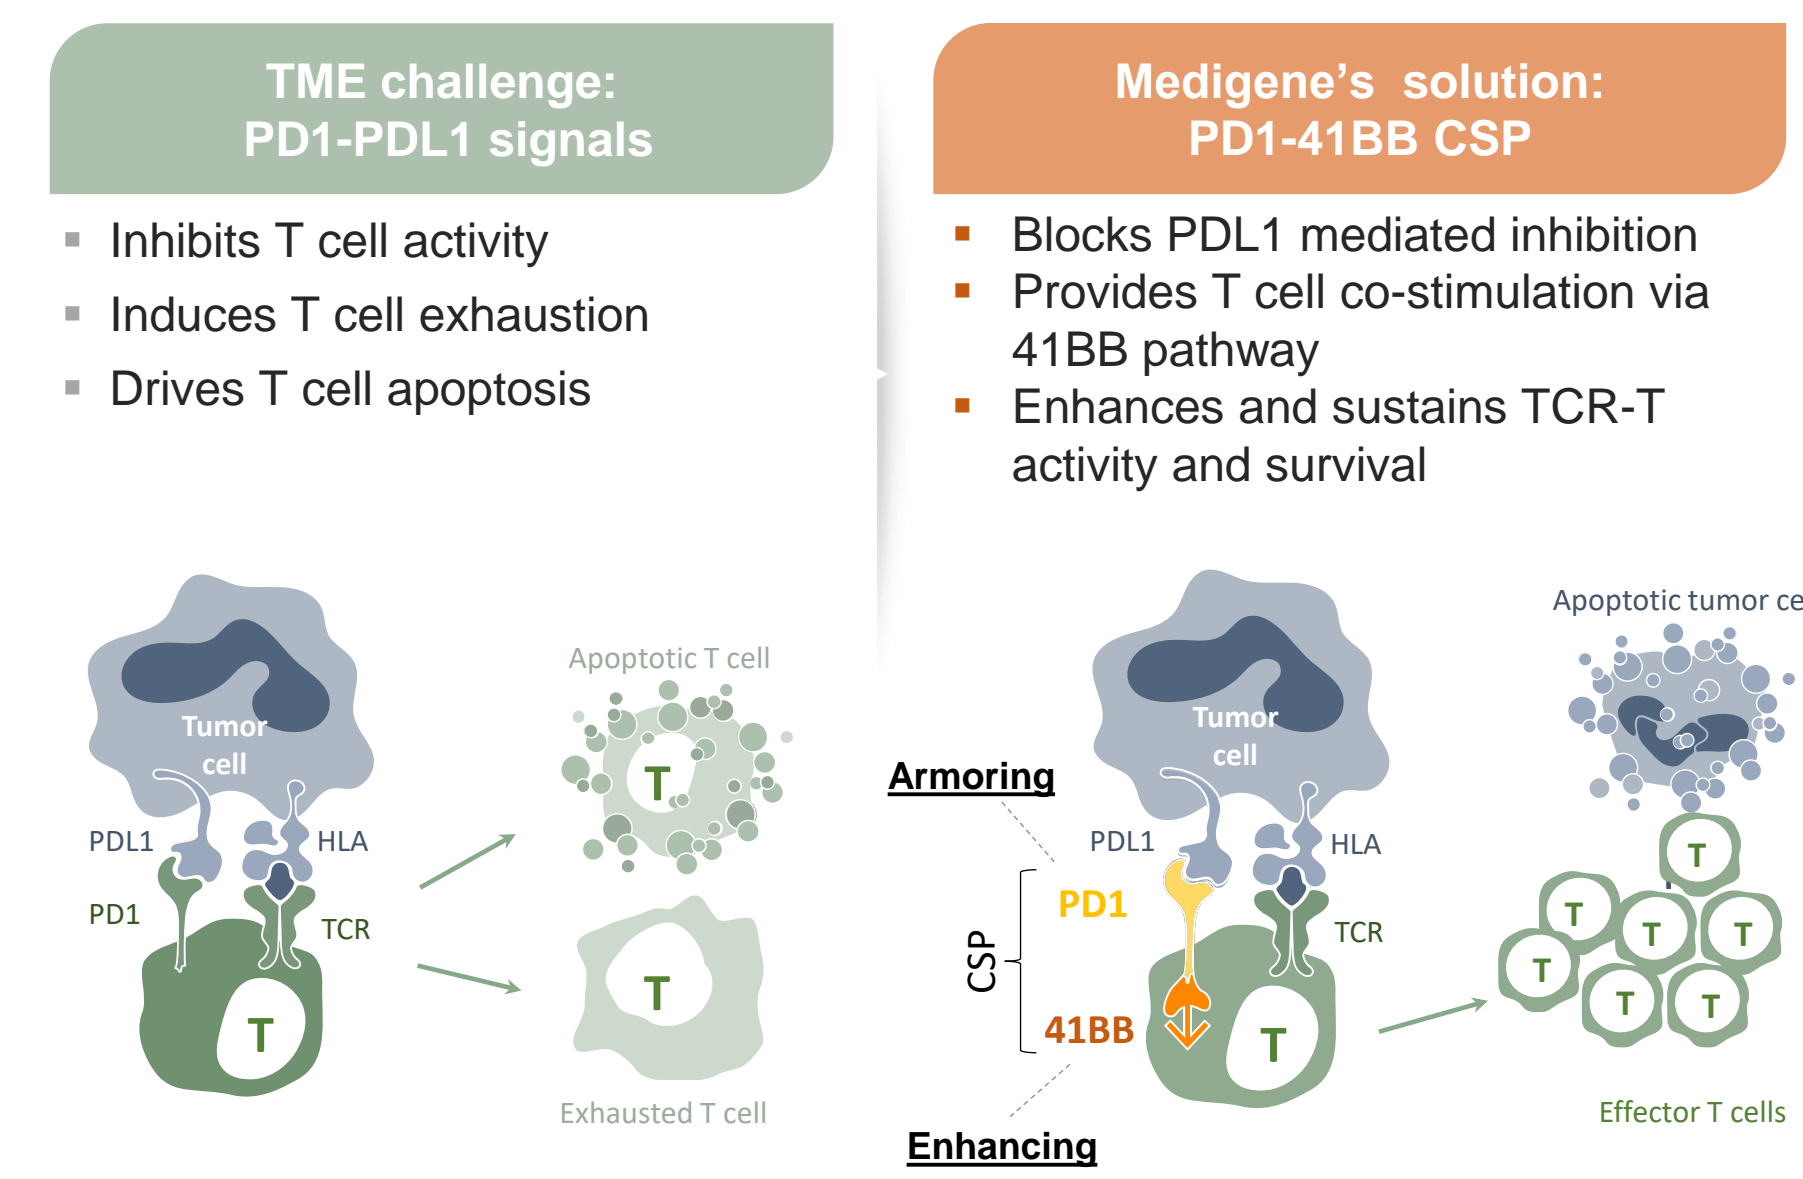 TME challenge:
PD1-PDL1 signals
Inhibits T cell activity
Induces T cell exhaustion
Drives T cell apoptosis
Tumor
cell
PDL1
HLA
PD1
TCR
T
Apoptotic T cell
T
T
Exhausted T cell
Medigene's solution:
PD1-41BB CSP
Blocks PDL1 mediated inhibition
Provides T cell co-stimulation via
41BB pathway
Enhances and sustains TCR-T
activity and survival
Armoring
Tumor
cell
PDL1
HLA
PD1
TCR
CSP
41BB
T
Enhancing
Apoptotic tumor ce
T
T
T
T
T
T
T
Effector T cells